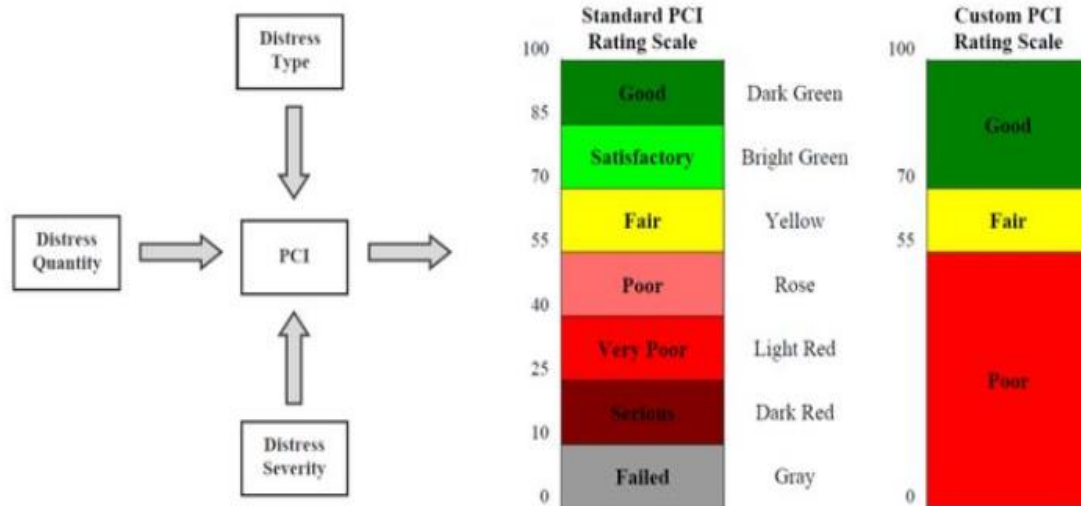 Distress
Type
Distress
Quantity
PCI
Distress
Severity
Standard PCI
Rating Scale
100
Good
Dark Green
85
Satisfactory
Bright Green
70
Fair
Yellow
55
Poor
Rose
40
Very Poor
Light Red
25
Serious
Dark Red
10
Failed
Gray
0
Custom PCI
Rating Scale
100
Good
70
Fair
55
Poor
0